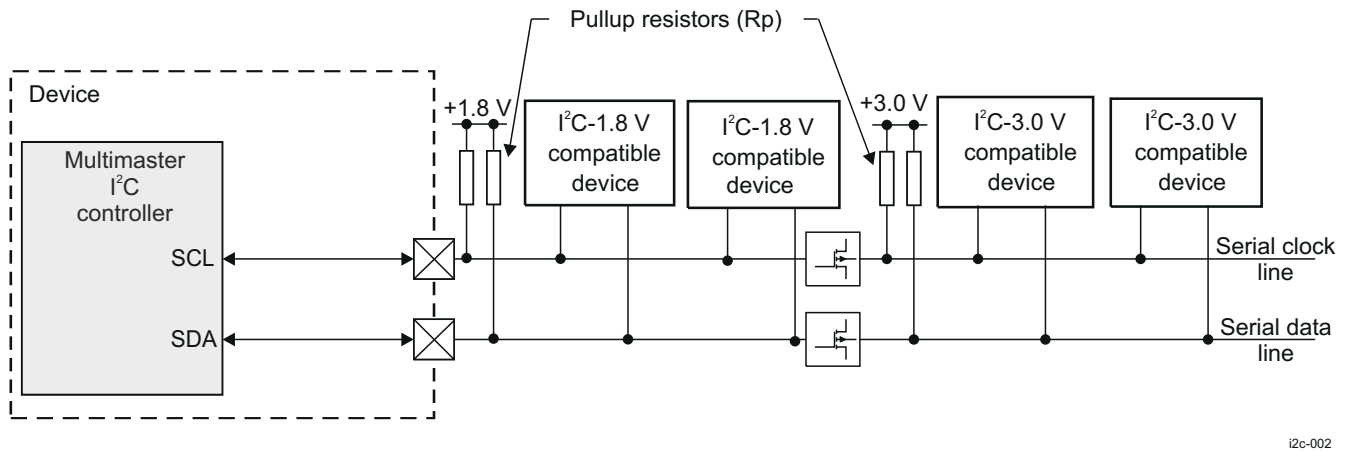 Pullup resistors (Rp)
Device
+1.8 V
+3.0 V
I²C-1.8 V
compatible
device
I²C-1.8 V
compatible
device
I²C-3.0 V
compatible
device
I²C-3.0 V
compatible
device
Multimaster
I²C
controller
SCL
Serial clock
line
SDA
Serial data
line
i2c-002